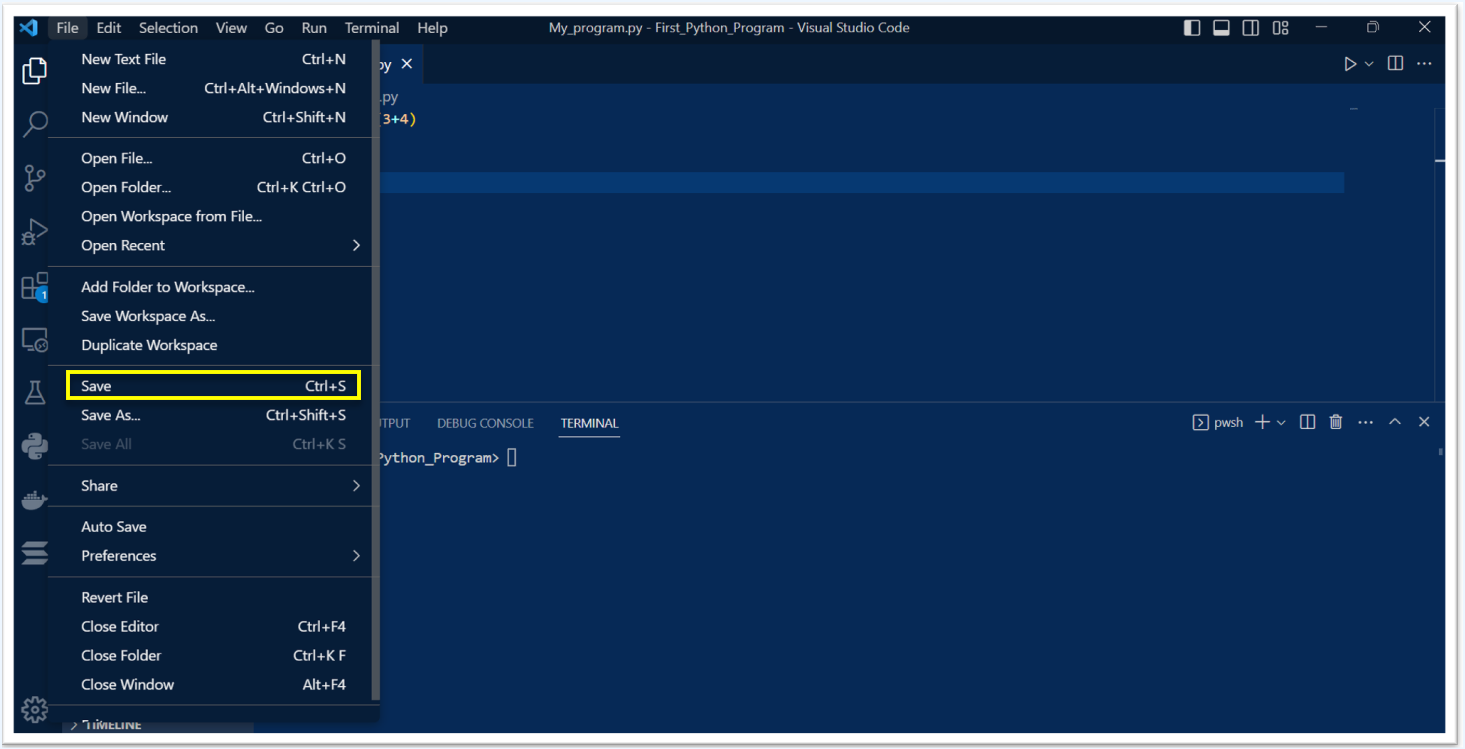 File Edit Selection View Go Run Terminal Help My_program.py - First_Python_Program - Visual Studio Code
New Text File Ctrl+N
py
New File... Ctrl+Alt+Windows+N
.py
New Window Ctrl+Shift+N
(3+4)
Open File... Ctrl+O
Open Folder... Ctrl+K Ctrl+O
Open Workspace from File...
Open Recent
Add Folder to Workspace...
1
Save Workspace As...
Duplicate Workspace
Save Ctrl+S
Save As... Ctrl+Shift+S
TPUT DEBUG CONSOLE TERMINAL pwsh
Save All Ctrl+K S
Python_Program>
Share
Auto Save
Preferences
Revert File
Close Editor Ctrl+F4
Close Folder Ctrl+K F
Close Window Alt+F4
TIMELINE